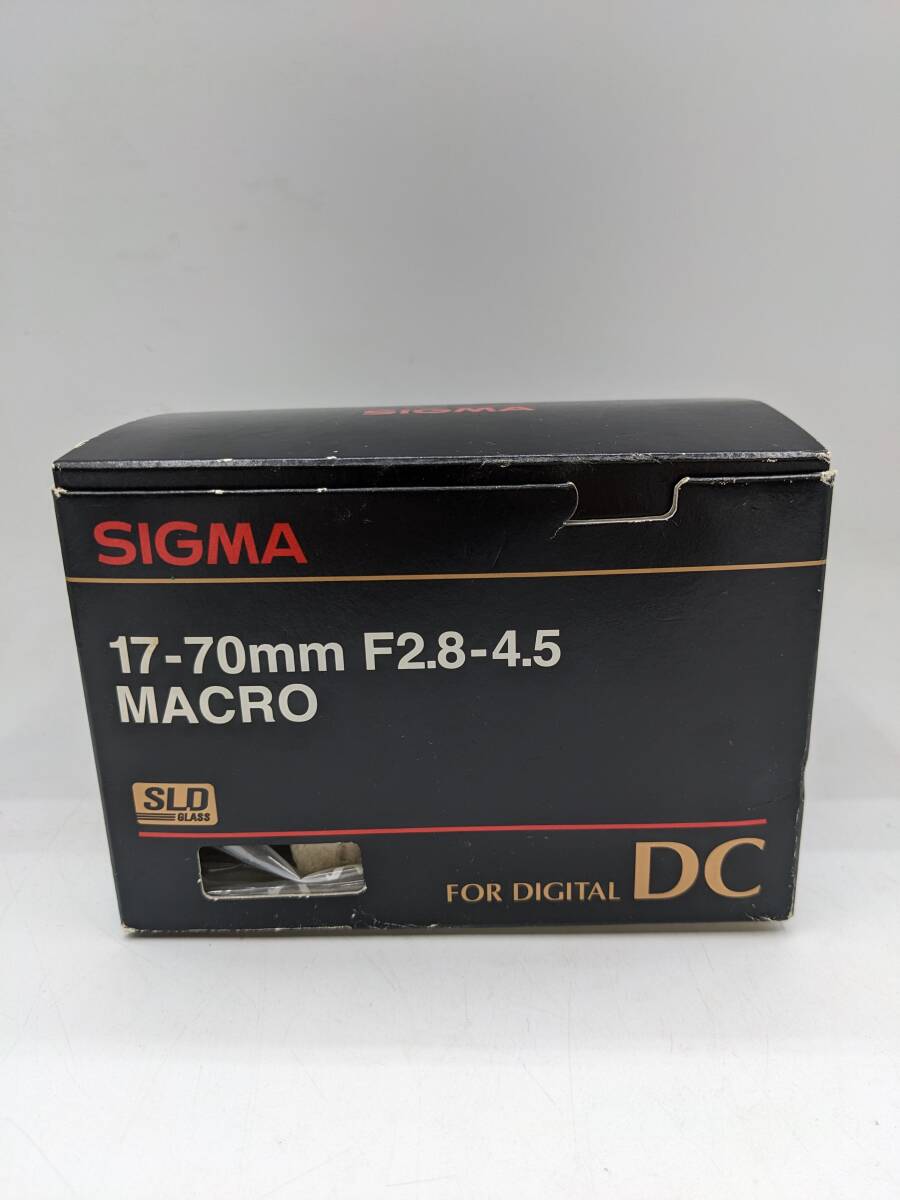 SIGMA
SIGMA
17-70mm F2.8-4.5
MACRO
SLD
GLASS
FOR DIGITAL DC